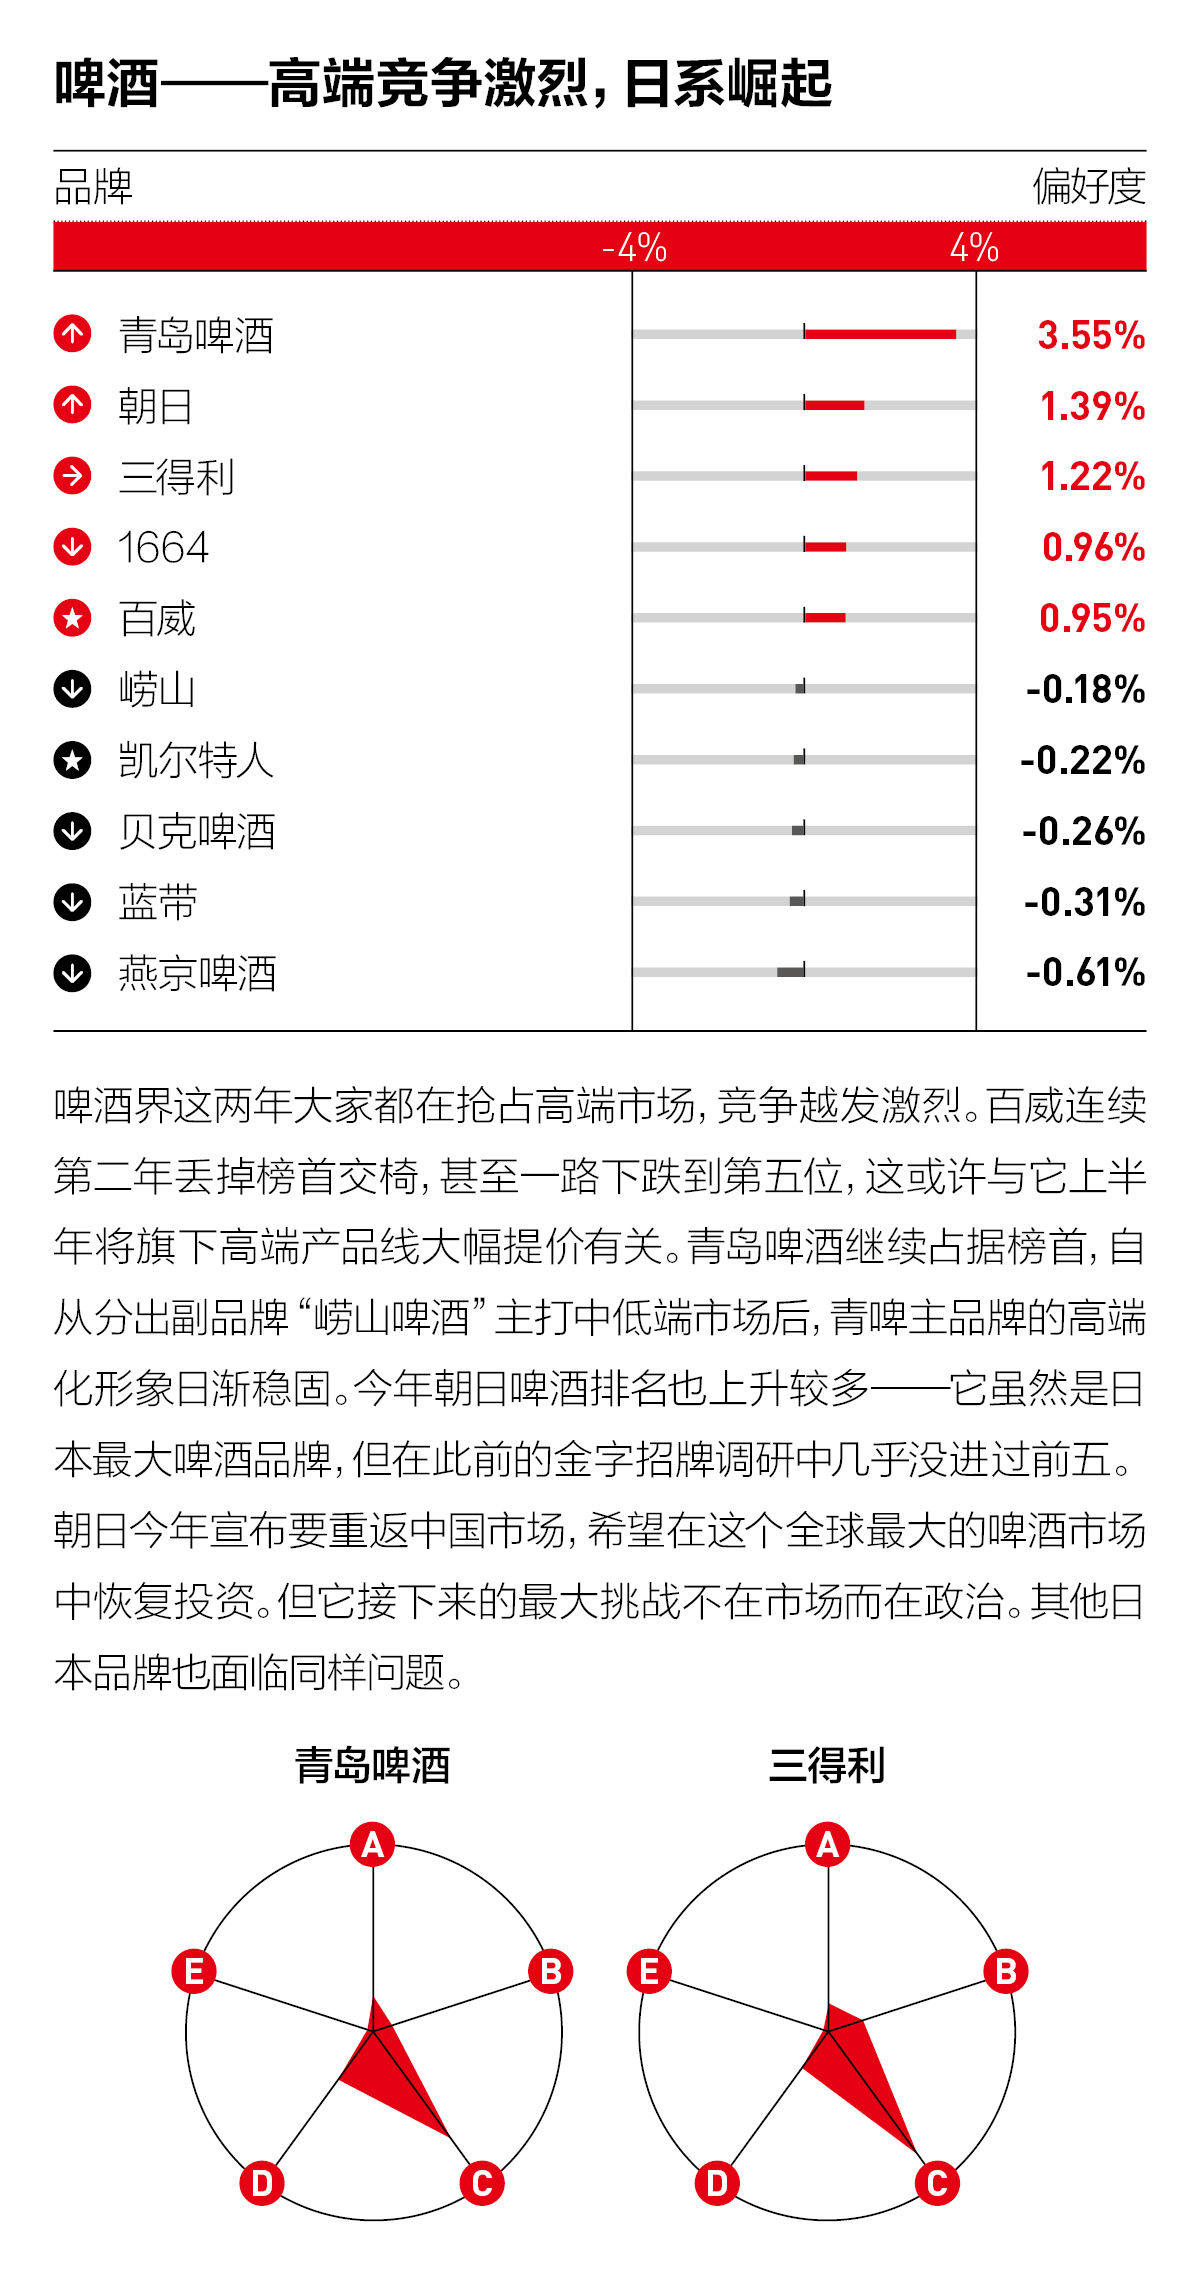 啤酒——高端竞争激烈，日系崛起
品牌 偏好度
-4% 4%
青岛啤酒 3.55%
朝日 1.39%
三得利 1.22%
1664 0.96%
百威 0.95%
崂山 -0.18%
凯尔特人 -0.22%
贝克啤酒 -0.26%
蓝带 -0.31%
燕京啤酒 -0.61%
啤酒界这两年大家都在抢占高端市场，竞争越发激烈。百威连续
第二年丢掉榜首交椅，甚至一路下跌到第五位，这或许与它上半
年将旗下高端产品线大幅提价有关。青岛啤酒继续占据榜首，自
从分出副品牌“崂山啤酒”主打中低端市场后，青啤主品牌的高端
化形象日渐稳固。今年朝日啤酒排名也上升较多——它虽然是日
本最大啤酒品牌，但在此前的金字招牌调研中几乎没进过前五。
朝日今年宣布要重返中国市场，希望在这个全球最大的啤酒市场
中恢复投资。但它接下来的最大挑战不在市场而在政治。其他日
本品牌也面临同样问题。
青岛啤酒 三得利
A A
E B E B
D C D C